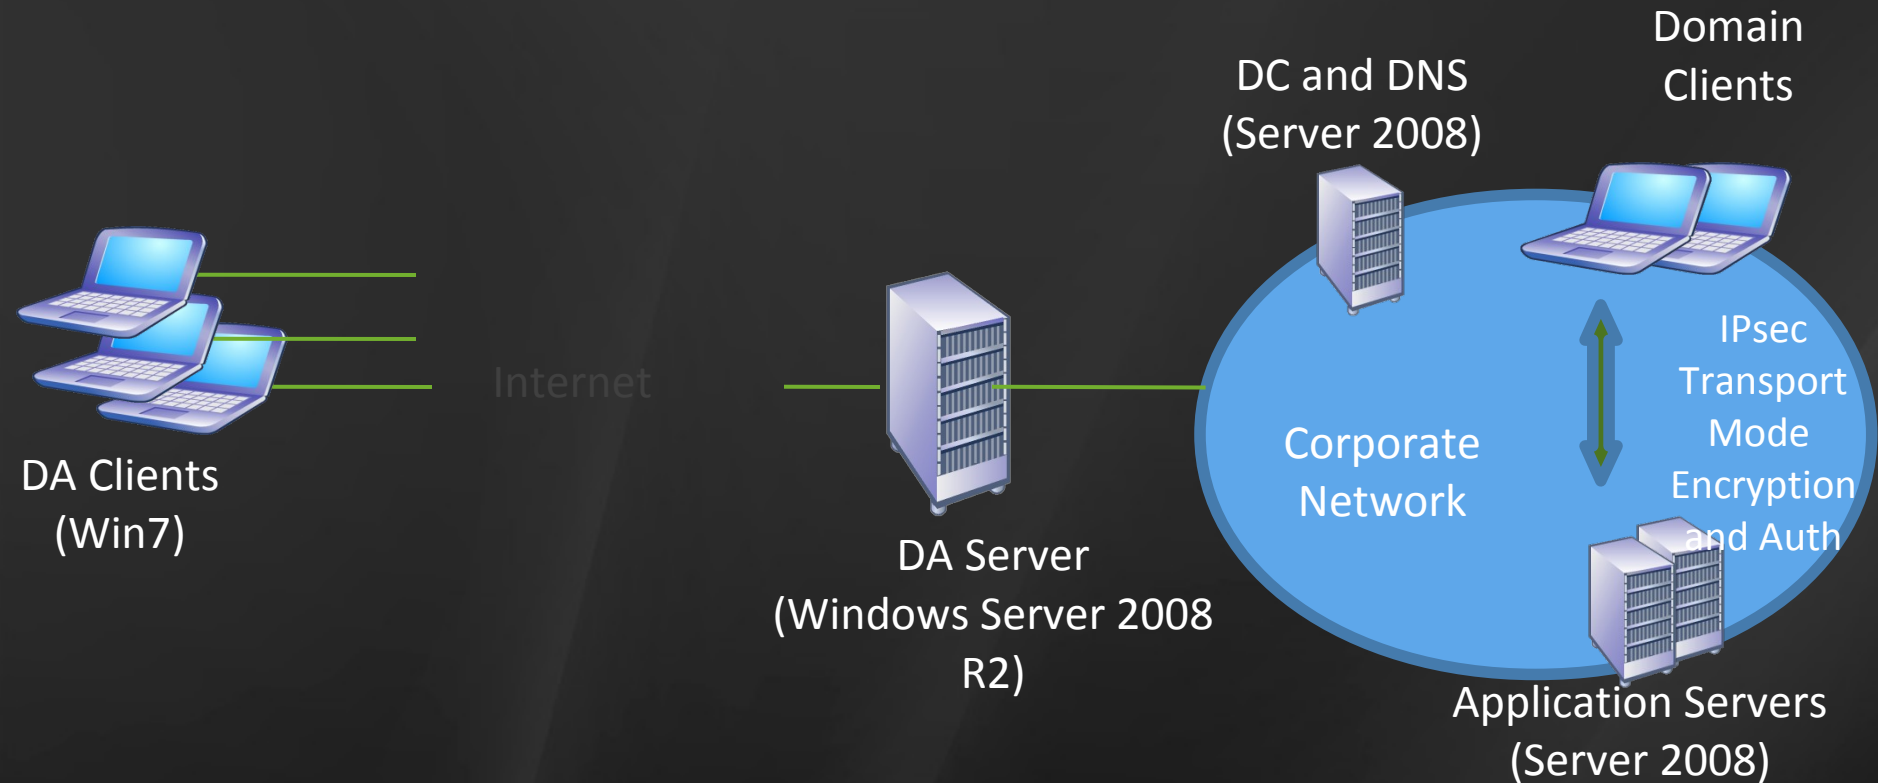 Domain
Clients
DC and DNS
(Server 2008)
IPsec
Transport
Mode
Encryption
and Auth
Internet
Corporate
Network
DA Clients
(Win7)
DA Server
(Windows Server 2008
R2)
Application Servers
(Server 2008)